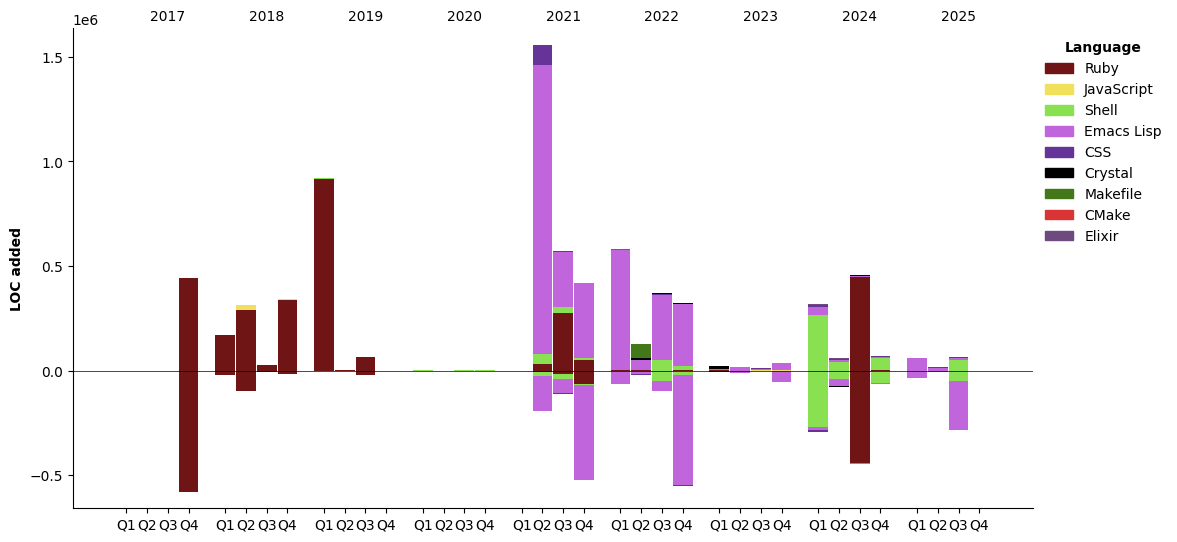 1e6
2017 2018 2019 2020 2021 2022 2023 2024 2025
LOC added
1.5
1.0
0.5
0.0
−0.5
Q1 Q2 Q3 Q4 Q1 Q2 Q3 Q4 Q1 Q2 Q3 Q4 Q1 Q2 Q3 Q4 Q1 Q2 Q3 Q4 Q1 Q2 Q3 Q4 Q1 Q2 Q3 Q4 Q1 Q2 Q3 Q4 Q1 Q2 Q3 Q4
Language
Ruby
JavaScript
Shell
Emacs Lisp
CSS
Crystal
Makefile
CMake
Elixir